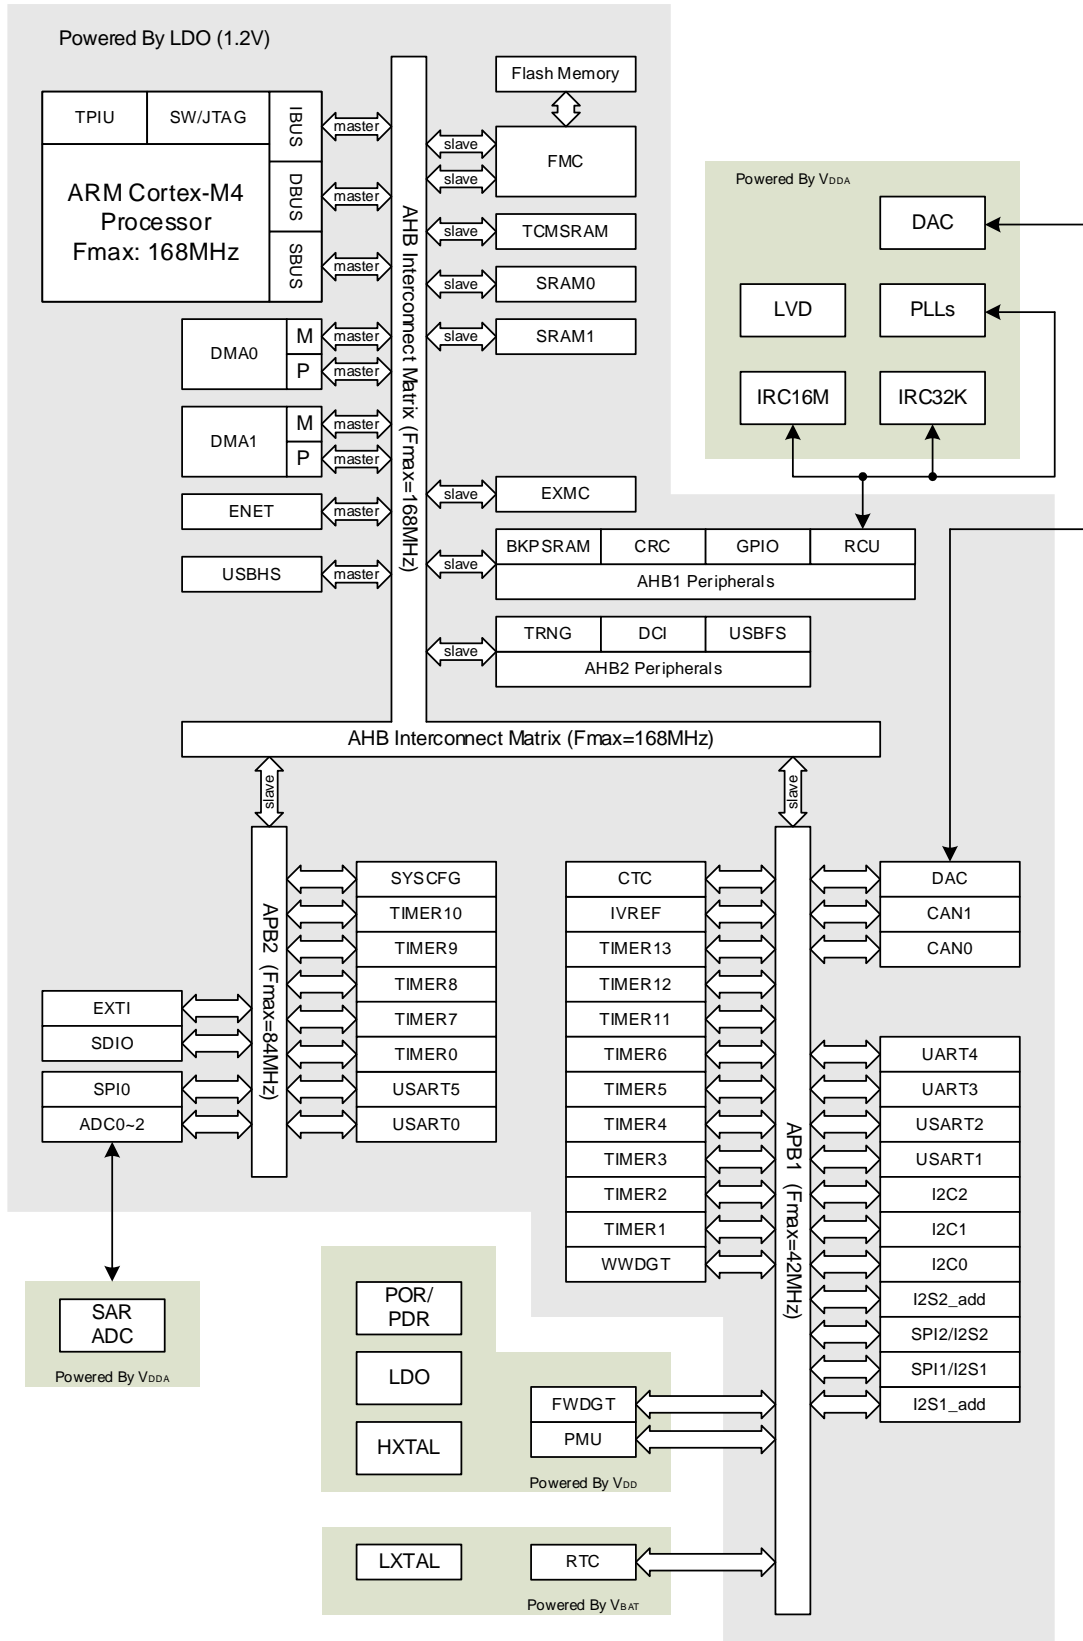 Powered By LDO (1.2V)
TPIU
SW/JTAG
IBUS
DBUS
SBUS
ARM Cortex-M4
Processor
Fmax: 168MHz
master
master
master
DMA0
M
P
master
master
DMA1
M
P
master
master
ENET
master
USBHS
master
AHB Interconnect Matrix (Fmax=168MHz)
Flash Memory
slave
slave
FMC
slave
TCMSRAM
slave
SRAM0
slave
SRAM1
slave
EXMC
slave
BKPSRAM
CRC
GPIO
RCU
AHB1 Peripherals
slave
TRNG
DCI
USBFS
AHB2 Peripherals
Powered By VDDA
DAC
LVD
PLLs
IRC16M
IRC32K
AHB Interconnect Matrix (Fmax=168MHz)
slave
slave
APB2 (Fmax=84MHz)
EXTI
SDIO
SPI0
ADC0~2
SYSCFG
TIMER10
TIMER9
TIMER8
TIMER7
TIMER0
USART5
USART0
CTC
IVREF
TIMER13
TIMER12
TIMER11
TIMER6
TIMER5
TIMER4
TIMER3
TIMER2
TIMER1
WWDGT
APB1 (Fmax=42MHz)
DAC
CAN1
CAN0
UART4
UART3
USART2
USART1
I2C2
I2C1
I2C0
I2S2_add
SPI2/I2S2
SPI1/I2S1
I2S1_add
SAR
ADC
Powered By VDDA
POR/
PDR
LDO
HXTAL
FWDGT
PMU
Powered By VDD
LXTAL
RTC
Powered By VBAT